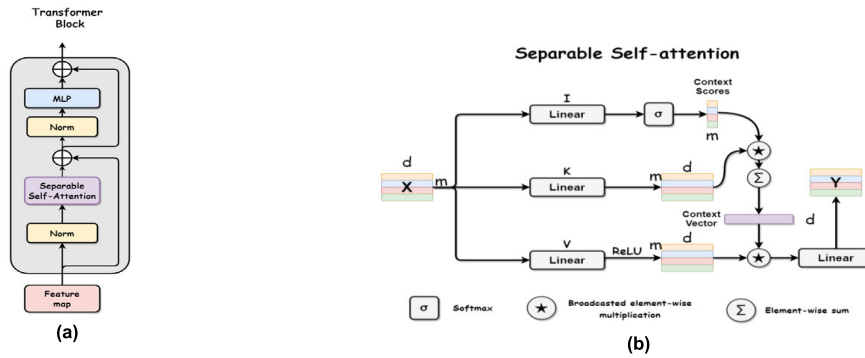 Transformer
Block
MLP
Norm
Separable
Self-Attention
Norm
Feature
map
(a)
Separable Self-attention
Context
Scores
I
Linear
σ
m
d
X
m
K
Linear
m
d
Σ
Y
Context
Vector
d
V
Linear
ReLU
m
d
Linear
σ
Softmax
Broadcasted element-wise
multiplication
Σ
Element-wise sum
(b)